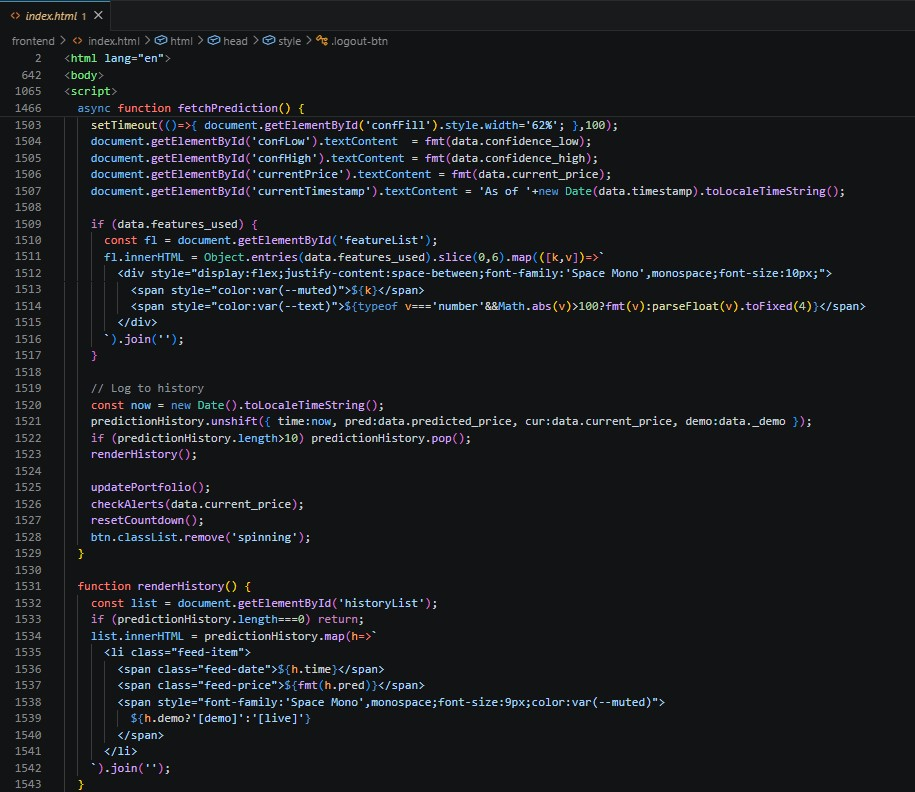 index.html 1
frontend > index.html > html > head > style > .logout-btn
2 <html lang="en">
642 <body>
1065 <script>
1466 async function fetchPrediction() {
1503 setTimeout(()=>{ document.getElementById('confFill').style.width='62%'; },100);
1504 document.getElementById('confLow').textContent  = fmt(data.confidence_low);
1505 document.getElementById('confHigh').textContent = fmt(data.confidence_high);
1506 document.getElementById('currentPrice').textContent = fmt(data.current_price);
1507 document.getElementById('currentTimestamp').textContent = 'As of '+new Date(data.timestamp).toLocaleTimeString();
1508
1509 if (data.features_used) {
1510 const fl = document.getElementById('featureList');
1511 fl.innerHTML = Object.entries(data.features_used).slice(0,6).map(([k,v])=>`
1512 <div style="display:flex;justify-content:space-between;font-family:'Space Mono',monospace;font-size:10px;">
1513 <span style="color:var(--muted)">${k}</span>
1514 <span style="color:var(--text)">${typeof v==='number'&&Math.abs(v)>100?fmt(v):parseFloat(v).toFixed(4)}</span>
1515 </div>
1516 `).join('');
1517 }
1518
1519 // Log to history
1520 const now = new Date().toLocaleTimeString();
1521 predictionHistory.unshift({ time:now, pred:data.predicted_price, cur:data.current_price, demo:data._demo });
1522 if (predictionHistory.length>10) predictionHistory.pop();
1523 renderHistory();
1524
1525 updatePortfolio();
1526 checkAlerts(data.current_price);
1527 resetCountdown();
1528 btn.classList.remove('spinning');
1529 }
1530
1531 function renderHistory() {
1532 const list = document.getElementById('historyList');
1533 if (predictionHistory.length===0) return;
1534 list.innerHTML = predictionHistory.map(h=>`
1535 <li class="feed-item">
1536 <span class="feed-date">${h.time}</span>
1537 <span class="feed-price">${fmt(h.pred)}</span>
1538 <span style="font-family:'Space Mono',monospace;font-size:9px;color:var(--muted)">
1539 ${h.demo?'[demo]':'[live]'}
1540 </span>
1541 </li>
1542 `).join('');
1543 }